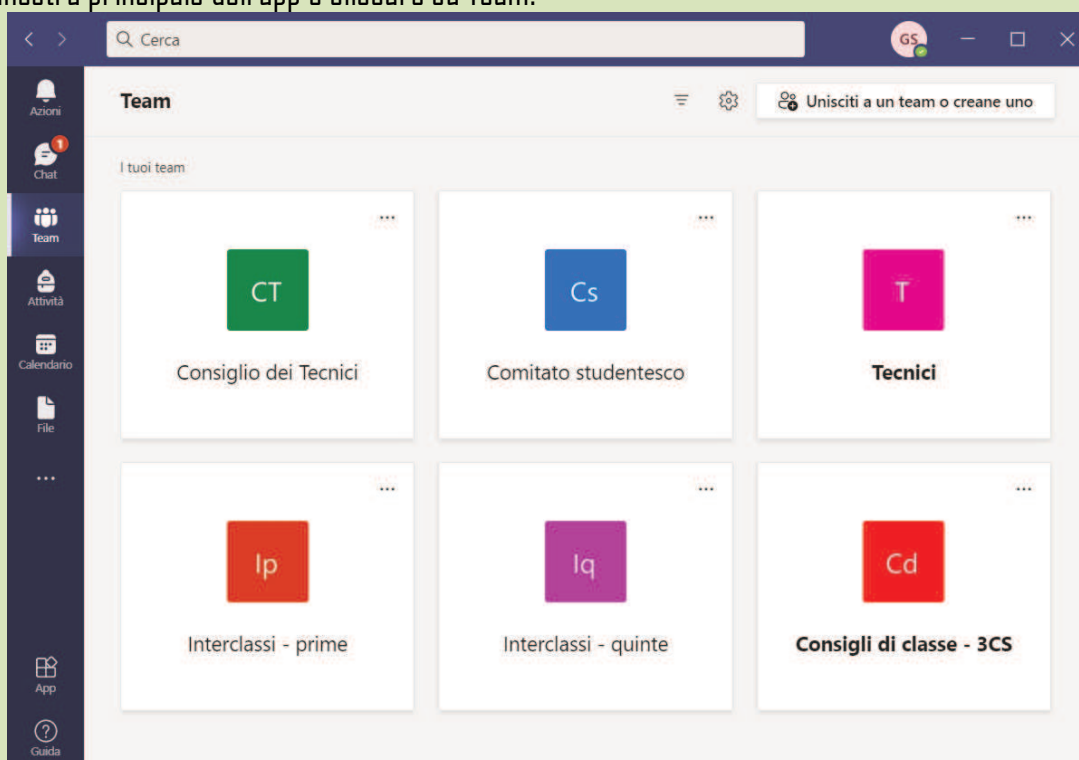 Cerca
GS
Azioni
Team
Unisciti a un team o creane uno
1
Chat
I tuoi team
Team
CT
Cs
T
Attività
Calendario
Consiglio dei Tecnici
Comitato studentesco
Tecnici
File
Ip
Iq
Cd
Interclassi - prime
Interclassi - quinte
Consigli di classe - 3CS
App
Guida